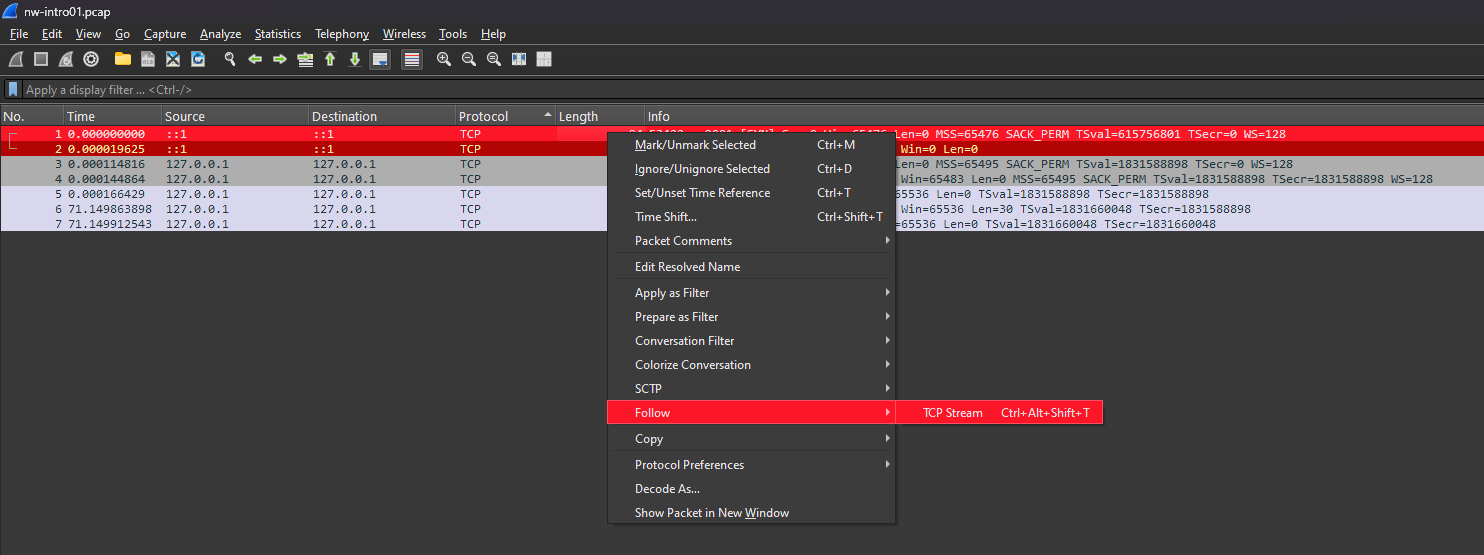 nw-intro01.pcap
File Edit View Go Capture Analyze Statistics Telephony Wireless Tools Help
Apply a display filter ... <Ctrl-/>
No. Time Source Destination Protocol Length Info
1 0.000000000 ::1 ::1 TCP Len=0 MSS=65476 SACK_PERM TSval=615756801 TSecr=0 WS=128
2 0.000019625 ::1 ::1 TCP Win=0 Len=0
3 0.000114816 127.0.0.1 127.0.0.1 TCP Len=0 MSS=65495 SACK_PERM TSval=1831588898 TSecr=0 WS=128
4 0.000144864 127.0.0.1 127.0.0.1 TCP Win=65483 Len=0 MSS=65495 SACK_PERM TSval=1831588898 TSecr=1831588898 WS=128
5 0.000166429 127.0.0.1 127.0.0.1 TCP =65536 Len=0 TSval=1831588898 TSecr=1831588898
6 71.149863898 127.0.0.1 127.0.0.1 TCP Win=65536 Len=30 TSval=1831660048 TSecr=1831588898
7 71.149912543 127.0.0.1 127.0.0.1 TCP =65536 Len=0 TSval=1831660048 TSecr=1831660048
Mark/Unmark Selected Ctrl+M
Ignore/Unignore Selected Ctrl+D
Set/Unset Time Reference Ctrl+T
Time Shift... Ctrl+Shift+T
Packet Comments
Edit Resolved Name
Apply as Filter
Prepare as Filter
Conversation Filter
Colorize Conversation
SCTP
Follow TCP Stream Ctrl+Alt+Shift+T
Copy
Protocol Preferences
Decode As...
Show Packet in New Window